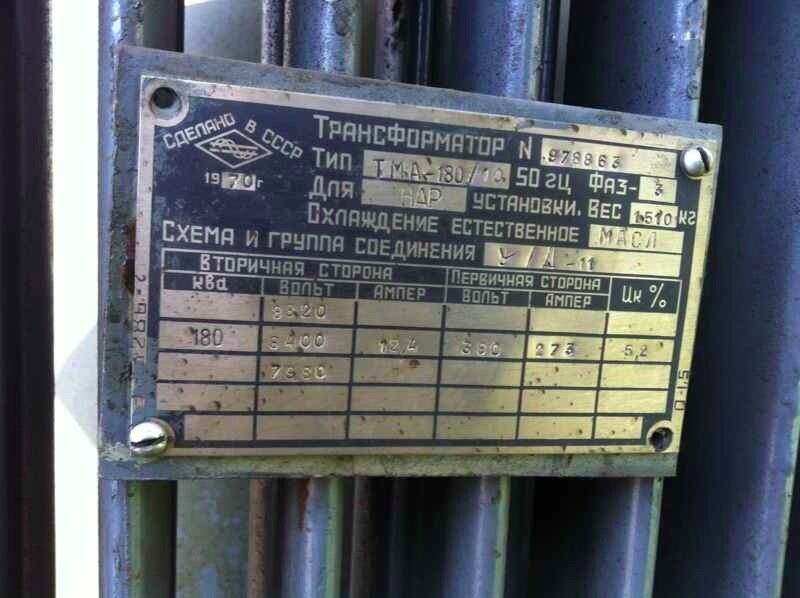 СДЕЛАНО В СССР
1970 г
ТРАНСФОРМАТОР N 978863
ТИП ТМА-180/10 50 ГЦ ФАЗ- 3
ДЛЯ НАР УСТАНОВКИ. ВЕС 1510 КГ
ОХЛАЖДЕНИЕ ЕСТЕСТВЕННОЕ МАСЛ
СХЕМА И ГРУППА СОЕДИНЕНИЯ У/Д-11
ВТОРИЧНАЯ СТОРОНА ПЕРВИЧНАЯ СТОРОНА Uк %
кВа ВОЛЬТ АМПЕР ВОЛЬТ АМПЕР
8820
180 8400 12,4 380 273 5,2
7980